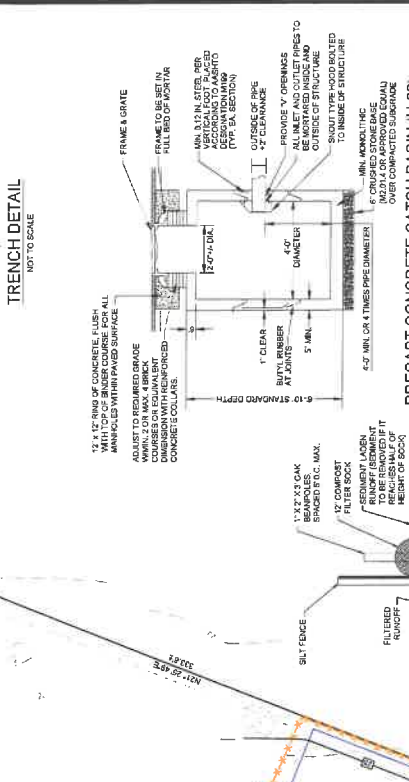 TRENCH DETAIL
NOT TO SCALE
12" x 12" RING OF CONCRETE, FLUSH
WITH TOP OF BINDER COURSE FOR ALL
MANHOLES WITHIN PAVED SURFACE
ADJUST TO REQUIRED GRADE
W/MIN. 2 OR MAX. 4 BRICK
COURSES OR EQUIVALENT
DIMENSION WITH REINFORCED
CONCRETE COLLARS.
FRAME & GRATE
FRAME TO BE SET IN
FULL BED OF MORTAR
MIN. 0.12 IN. STEEL PER
VERTICAL FOOT, PLACED
ACCORDING TO AASHTO
DESIGNATION M199
(TYP. EA. SECTION)
OUTSIDE OF PIPE
+2" CLEARANCE
PROVIDE "V" OPENINGS
ALL INLET AND OUTLET PIPES TO
BE MORTARED INSIDE AND
OUTSIDE OF STRUCTURE
SNOUT TYPE HOOD BOLTED
TO INSIDE OF STRUCTURE
2'-0"+/- DIA.
4'-0"
DIAMETER
1" CLEAR
BUTYL RUBBER
AT JOINTS
5" MIN.
MIN. MONOLITHIC
6" CRUSHED STONE BASE
(M2.01.4 OR APPROVED EQUAL)
OVER COMPACTED SUBGRADE
4'-0" MIN. OR 4 TIMES PIPE DIAMETER
PRECAST CONCRETE CATCH BASIN
1" X 2" X 3' OAK
BEANPOLES,
SPACED 8' O.C. MAX.
12" COMPOST
FILTER SOCK
SEDIMENT LADEN
RUNOFF (SEDIMENT
TO BE REMOVED IF IT
REACHES HALF OF
HEIGHT OF SOCK)
SILT FENCE
FILTERED
RUNOFF